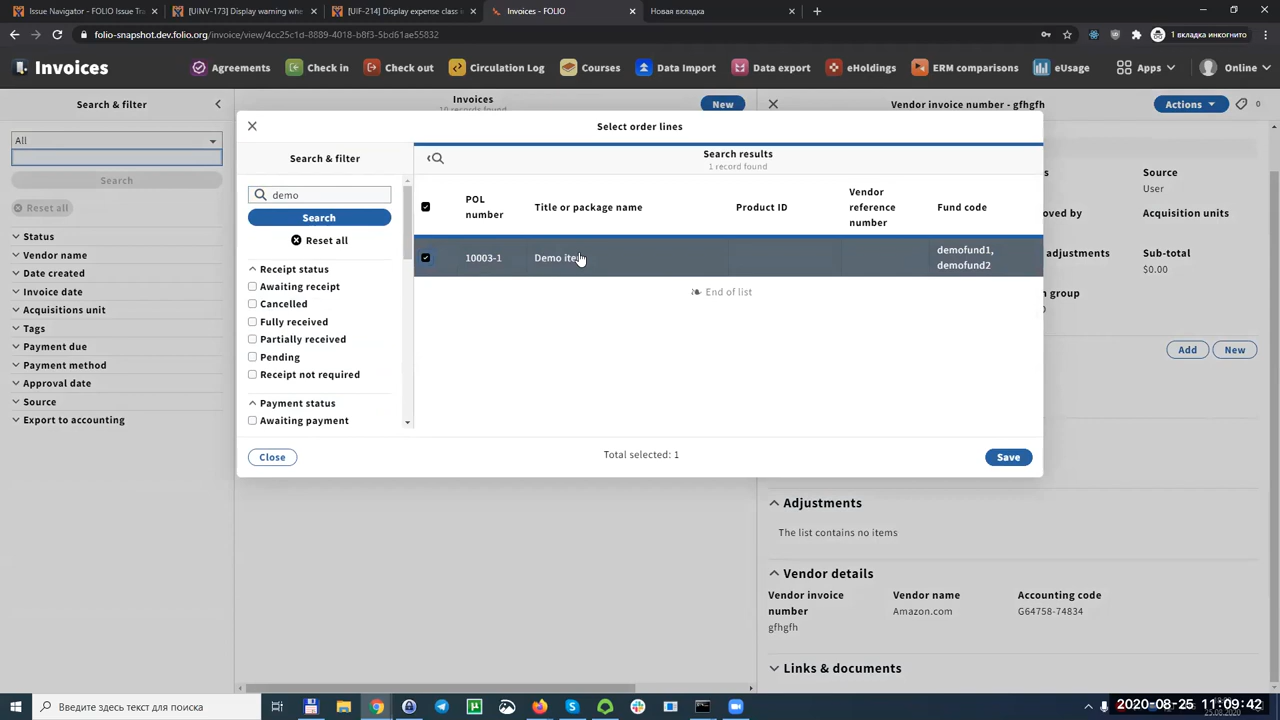 Issue Navigator - FOLIO Issue Tra
[UINV-173] Display warning whe
[UIF-214] Display expense class i
Invoices - FOLIO
Новая вкладка
folio-snapshot.dev.folio.org/invoice/view/4cc25c1d-8889-4018-b8f3-5bd61ae55832
1 вкладка инкогнито
Invoices
Agreements
Check in
Check out
Circulation Log
Courses
Data Import
Data export
eHoldings
ERM comparisons
eUsage
Apps
Online
Search & filter
All
Search
Reset all
Status
Vendor name
Date created
Invoice date
Acquisitions unit
Tags
Payment due
Payment method
Approval date
Source
Export to accounting
Invoices
10 records found
New
Vendor invoice number - gfhgfh
Actions
0
Select order lines
Search & filter
demo
Search
Reset all
Receipt status
Awaiting receipt
Cancelled
Fully received
Partially received
Pending
Receipt not required
Payment status
Awaiting payment
Search results
1 record found
POL number
Title or package name
Product ID
Vendor reference number
Fund code
10003-1
Demo item
demofund1, demofund2
End of list
Close
Total selected: 1
Save
Source
User
Acquisition units
Sub-total
$0.00
Add
New
Adjustments
The list contains no items
Vendor details
Vendor invoice number
gfhgfh
Vendor name
Amazon.com
Accounting code
G64758-74834
Links & documents
Введите здесь текст для поиска
2020-08-25 11:09:42